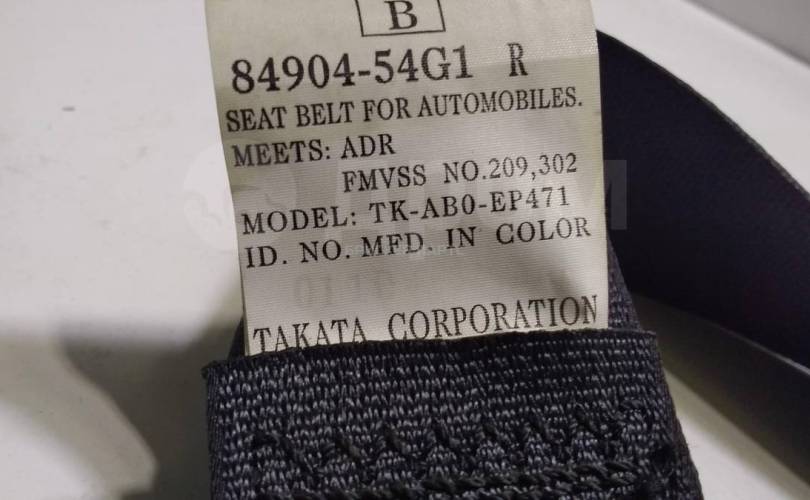 B
84904-54G1 R
SEAT BELT FOR AUTOMOBILES.
MEETS: ADR
FMVSS NO.209,302
MODEL: TK-AB0-EP471
ID. NO. MFD. IN COLOR
TAKATA CORPORATION